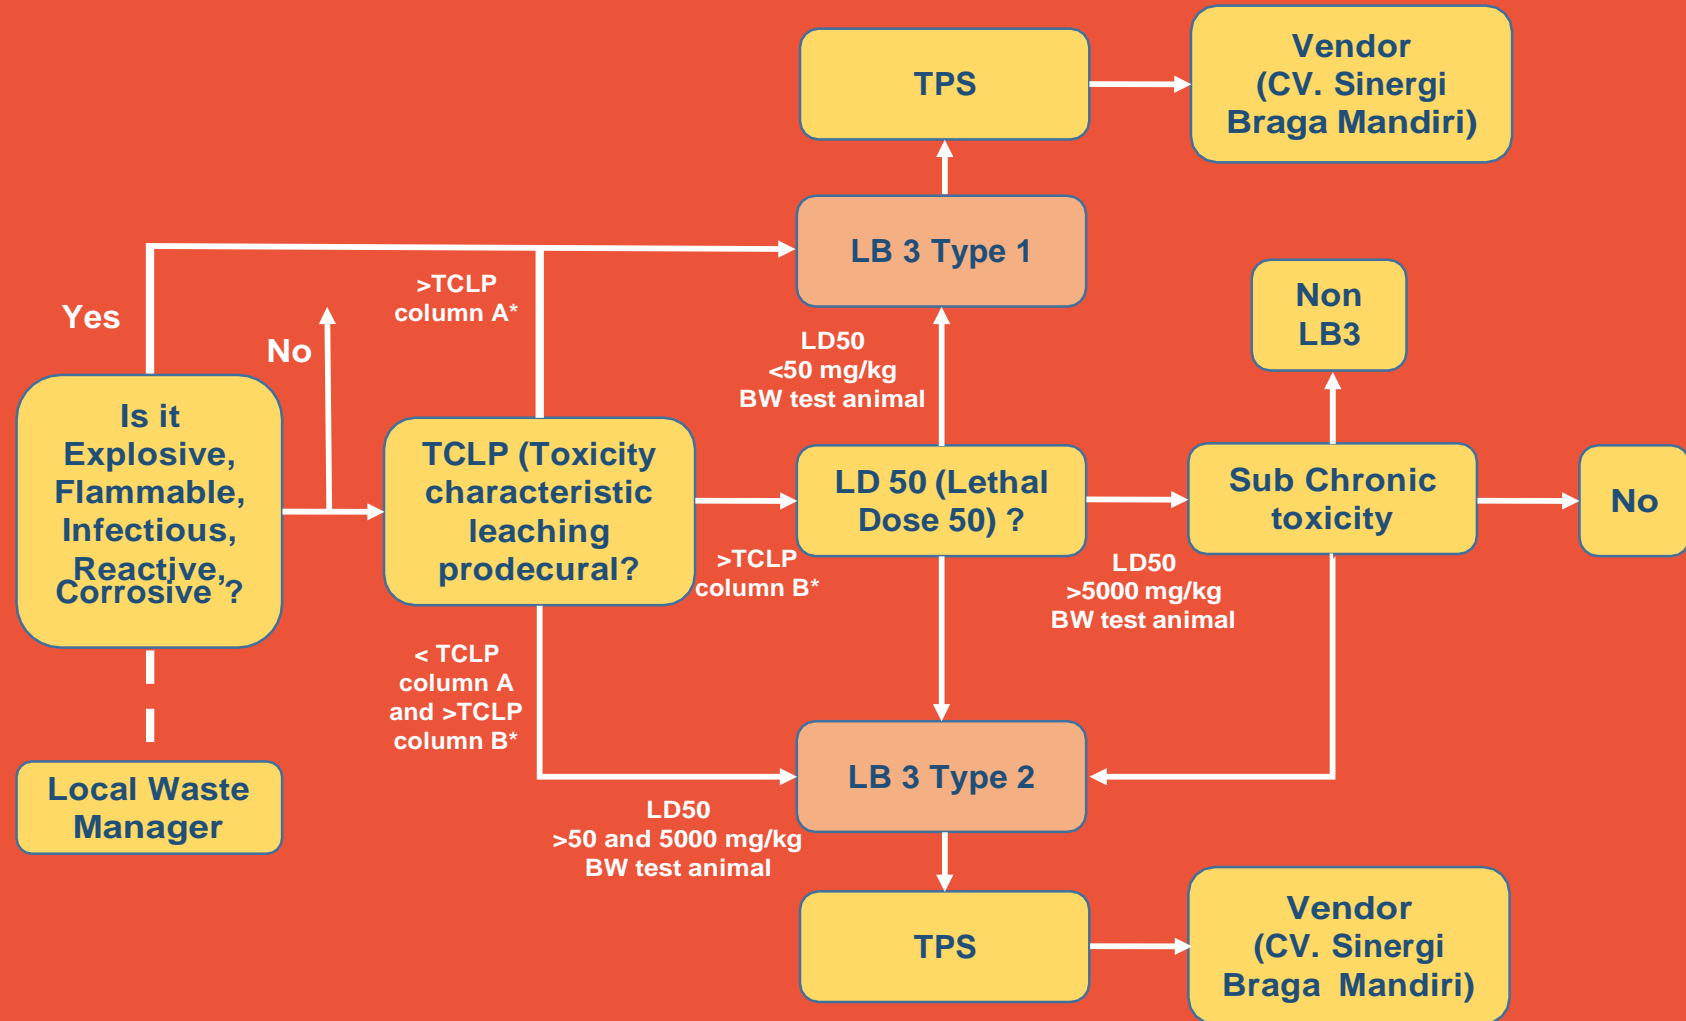 TPS
Vendor
(CV. Sinergi
Braga Mandiri)
LB 3 Type 1
Yes
No
>TCLP
column A*
Non
LB3
LD50
<50 mg/kg
BW test animal
Is it
Explosive,
Flammable,
Infectious,
Reactive,
Corrosive ?
TCLP (Toxicity
characteristic
leaching
prodecural?
LD 50 (Lethal
Dose 50) ?
Sub Chronic
toxicity
No
>TCLP
column B*
LD50
>5000 mg/kg
BW test animal
< TCLP
column A
and >TCLP
column B*
Local Waste
Manager
LB 3 Type 2
LD50
>50 and 5000 mg/kg
BW test animal
TPS
Vendor
(CV. Sinergi
Braga Mandiri)